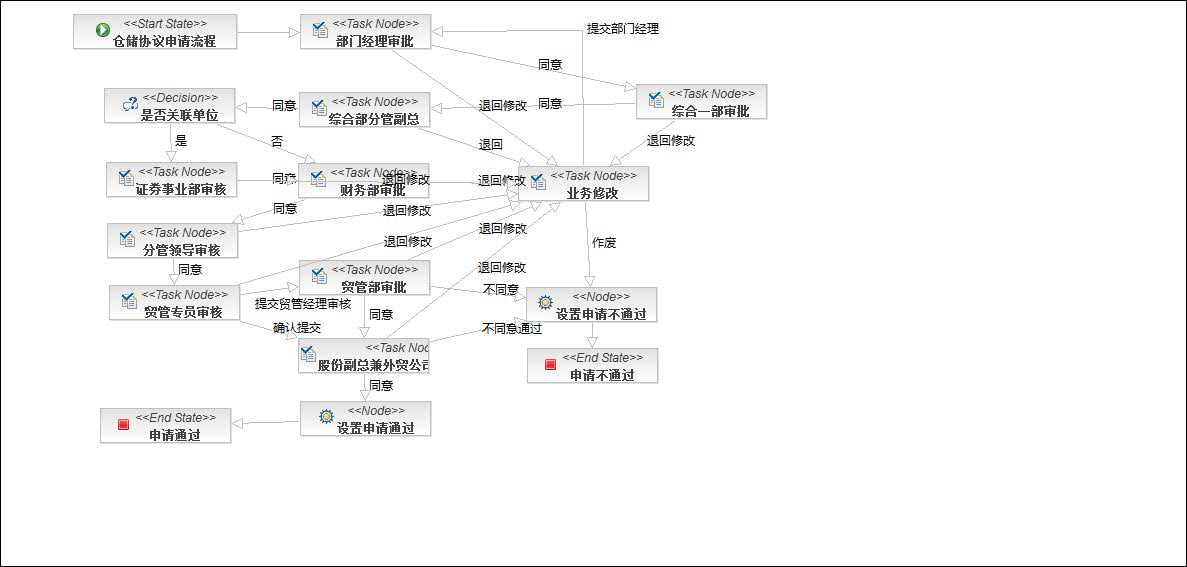 <<Start State>>
仓储协议申请流程
<<Task Node>>
部门经理审批
提交部门经理
同意
<<Task Node>>
综合一部审批
<<Decision>>
是否关联单位
同意
<<Task Node>>
综合部分管副总
退回修改
同意
是
否
退回
退回修改
<<Task Node>>
证券事业部审核
同意
<<Task Node>>
财务部审批
退回修改
退回修改
<<Task Node>>
业务修改
同意
退回修改
<<Task Node>>
分管领导审核
退回修改
退回修改
作废
同意
<<Task Node>>
贸管部审批
退回修改
<<Task Node>>
贸管专员审核
提交贸管经理审核
不同意
<<Node>>
设置申请不通过
同意
确认提交
不同意通过
<<Task Noc
股份副总兼外贸公司
<<End State>>
申请不通过
同意
<<End State>>
申请通过
<<Node>>
设置申请通过